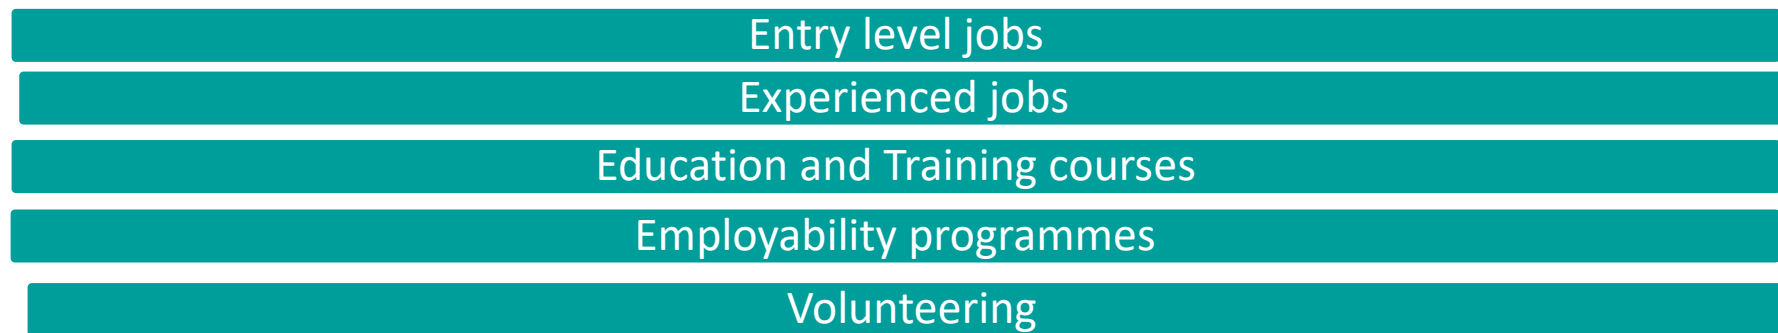 Entry level jobs
Experienced jobs
Education and Training courses
Employability programmes
Volunteering